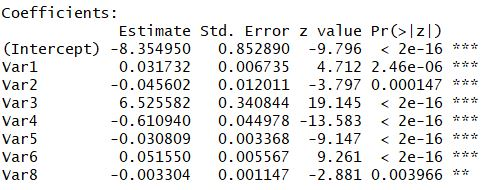 Coefficients:
Estimate Std. Error z value Pr(>|z|)
(Intercept) -8.354950 0.852890 -9.796 < 2e-16 ***
Var1 0.031732 0.006735 4.712 2.46e-06 ***
Var2 -0.045602 0.012011 -3.797 0.000147 ***
Var3 6.525582 0.340844 19.145 < 2e-16 ***
Var4 -0.610940 0.044978 -13.583 < 2e-16 ***
Var5 -0.030809 0.003368 -9.147 < 2e-16 ***
Var6 0.051550 0.005567 9.261 < 2e-16 ***
Var8 -0.003304 0.001147 -2.881 0.003966 **